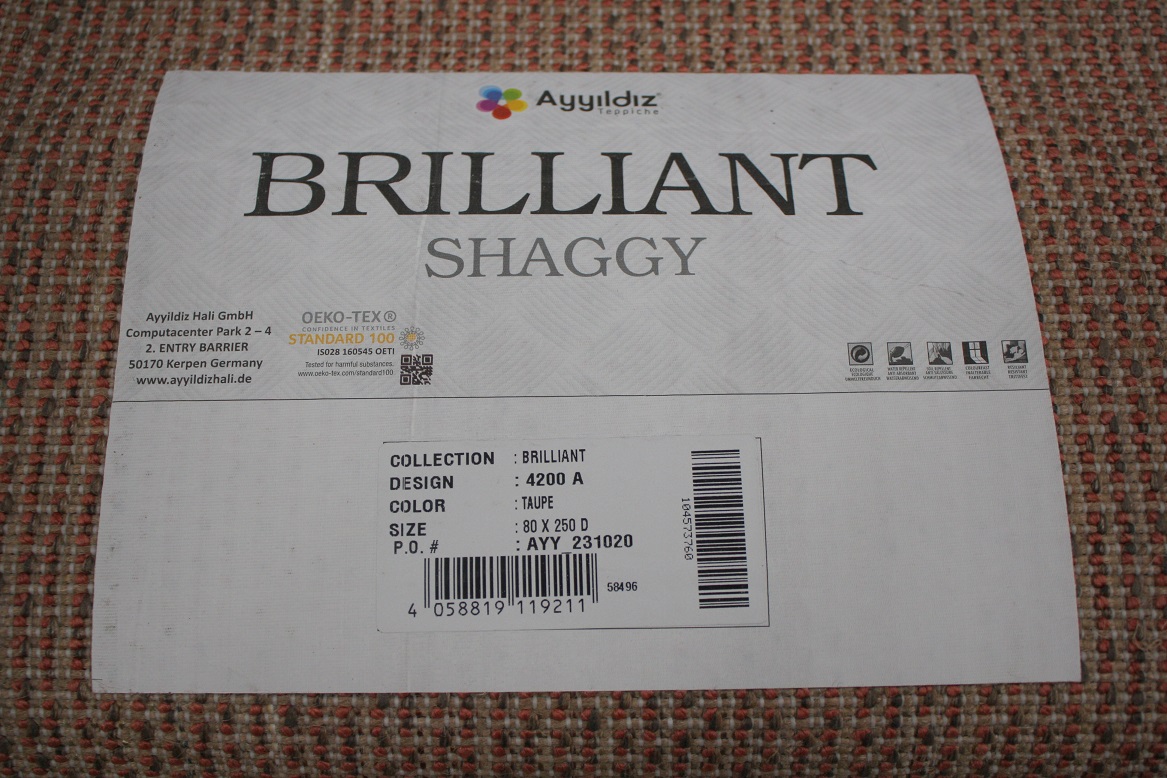 Ayyıldız®
Teppiche
BRILLIANT
SHAGGY
Ayyildiz Hali GmbH
Computacenter Park 2 – 4
2. ENTRY BARRIER
50170 Kerpen Germany
www.ayyildizhali.de
OEKO-TEX®
CONFIDENCE IN TEXTILES
STANDARD 100
IS028 160545 OETI
Tested for harmful substances.
www.oeko-tex.com/standard100
COLLECTION : BRILLIANT
DESIGN : 4200 A
COLOR : TAUPE
SIZE : 80 X 250 D
P.O. # : AYY_231020
58496
4 058819 119211
104573760